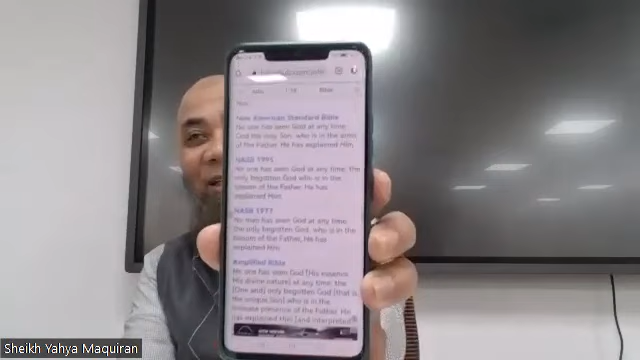 John
1:18
Bible
New American Standard Bible
No one has seen God at any time;
God the only Son, who is in the arms
of the Father, He has explained Him.
NASB 1995
No one has seen God at any time; the
only begotten God who is in the
bosom of the Father, He has
explained Him.
NASB 1977
No man has seen God at any time;
the only begotten God, who is in the
bosom of the Father, He has
explained Him.
Amplified Bible
No one has seen God [His essence,
His divine nature] at any time; the
[One and] only begotten God [that is,
the unique Son] who is in the
intimate presence of the Father, He
has explained Him [and interpreted
Sheikh Yahya Maquiran